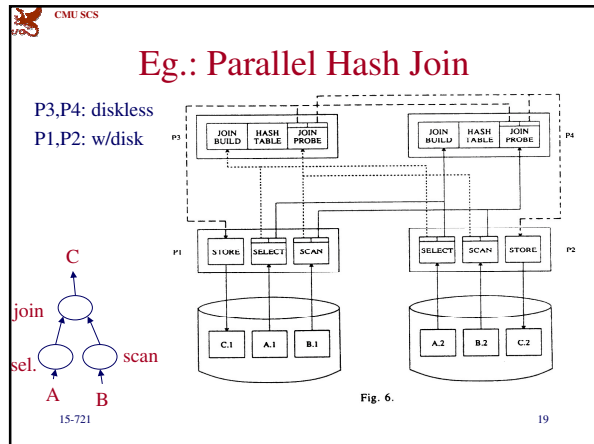 CMU SCS
Eg.: Parallel Hash Join
P3,P4: diskless
P1,P2: w/disk
P3
JOIN BUILD
HASH TABLE
JOIN PROBE
JOIN BUILD
HASH TABLE
JOIN PROBE
P4
P1
STORE
SELECT
SCAN
SELECT
SCAN
STORE
P2
C
join
sel.
scan
A
B
C.1
A.1
B.1
A.2
B.2
C.2
Fig. 6.
15-721
19